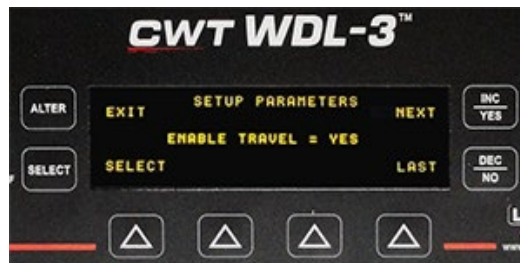 CWT WDL-3™
ALTER
EXIT
SETUP PARAMETERS
NEXT
INC
YES
ENABLE TRAVEL = YES
SELECT
SELECT
LAST
DEC
NO